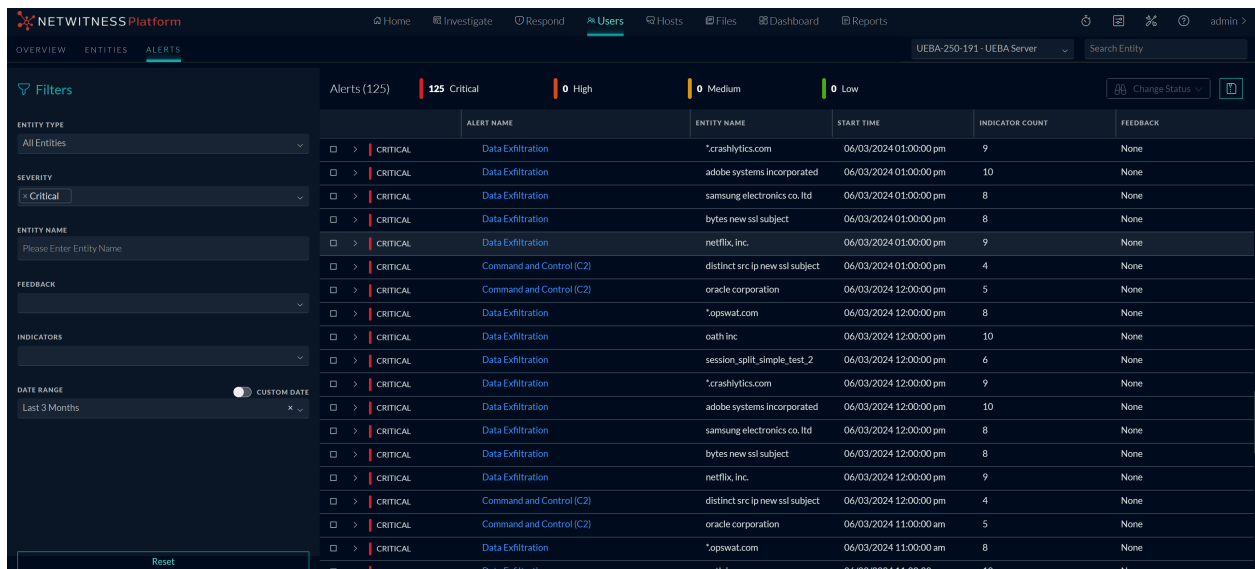 NETWITNESS Platform
Home Investigate Respond Users Hosts Files Dashboard Reports admin >
OVERVIEW ENTITIES ALERTS UEBA-250-191 - UEBA Server Search Entity
Filters
ENTITY TYPE
All Entities
SEVERITY
× Critical
ENTITY NAME
Please Enter Entity Name
FEEDBACK
INDICATORS
DATE RANGE CUSTOM DATE
Last 3 Months ×
Reset
Alerts (125) 125 Critical 0 High 0 Medium 0 Low Change Status
ALERT NAME ENTITY NAME START TIME INDICATOR COUNT FEEDBACK
CRITICAL Data Exfiltration *.crashlytics.com 06/03/2024 01:00:00 pm 9 None
CRITICAL Data Exfiltration adobe systems incorporated 06/03/2024 01:00:00 pm 10 None
CRITICAL Data Exfiltration samsung electronics co. ltd 06/03/2024 01:00:00 pm 8 None
CRITICAL Data Exfiltration bytes new ssl subject 06/03/2024 01:00:00 pm 8 None
CRITICAL Data Exfiltration netflix, inc. 06/03/2024 01:00:00 pm 9 None
CRITICAL Command and Control (C2) distinct src ip new ssl subject 06/03/2024 01:00:00 pm 4 None
CRITICAL Command and Control (C2) oracle corporation 06/03/2024 12:00:00 pm 5 None
CRITICAL Data Exfiltration *.opswat.com 06/03/2024 12:00:00 pm 8 None
CRITICAL Data Exfiltration oath inc 06/03/2024 12:00:00 pm 10 None
CRITICAL Data Exfiltration session_split_simple_test_2 06/03/2024 12:00:00 pm 6 None
CRITICAL Data Exfiltration *.crashlytics.com 06/03/2024 12:00:00 pm 9 None
CRITICAL Data Exfiltration adobe systems incorporated 06/03/2024 12:00:00 pm 10 None
CRITICAL Data Exfiltration samsung electronics co. ltd 06/03/2024 12:00:00 pm 8 None
CRITICAL Data Exfiltration bytes new ssl subject 06/03/2024 12:00:00 pm 8 None
CRITICAL Data Exfiltration netflix, inc. 06/03/2024 12:00:00 pm 9 None
CRITICAL Command and Control (C2) distinct src ip new ssl subject 06/03/2024 12:00:00 pm 4 None
CRITICAL Command and Control (C2) oracle corporation 06/03/2024 11:00:00 am 5 None
CRITICAL Data Exfiltration *.opswat.com 06/03/2024 11:00:00 am 8 None